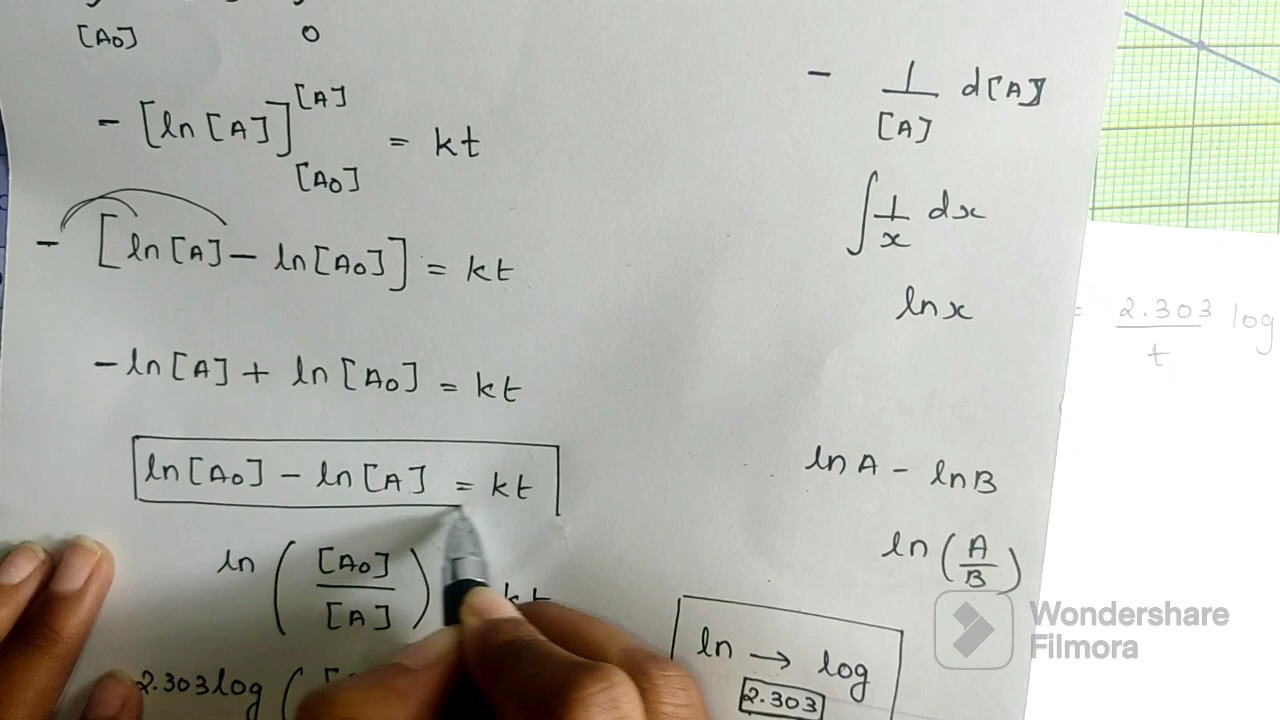 [A₀] 0
- [ln [A]] [A] [A₀] = kt
- [ln [A] - ln [A₀]] = kt
- ln [A] + ln [A₀] = kt
ln [A₀] - ln [A] = kt
ln ( [A₀] / [A] ) kt
2.303 log (
- 1/[A] d[A]
∫ 1/x dx
ln x
ln A - ln B
ln (A/B)
ln → log
2.303
= 2.303/t log
Wondershare
Filmora